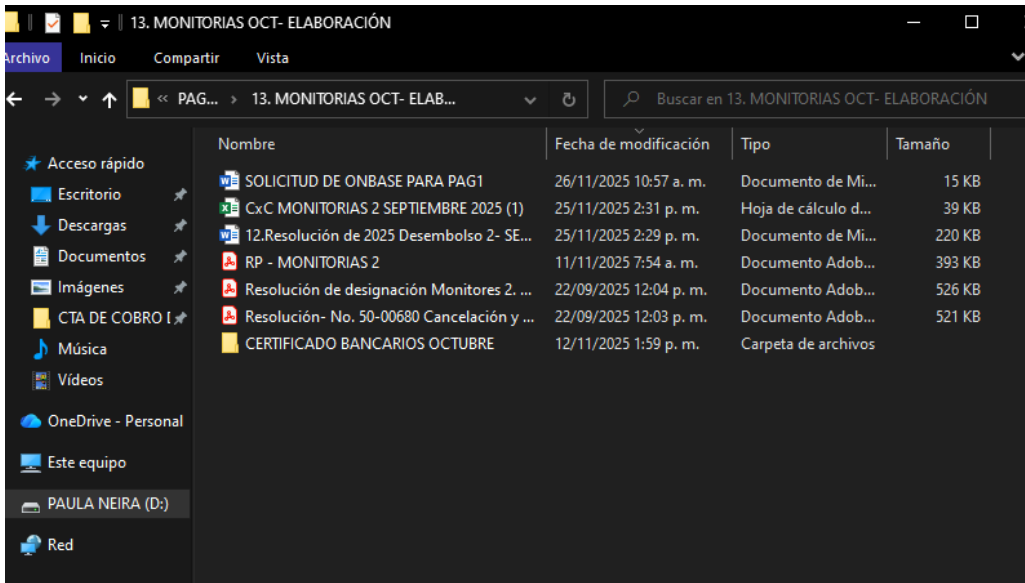 13. MONITORIAS OCT- ELABORACIÓN
Archivo Inicio Compartir Vista
« PAG... › 13. MONITORIAS OCT- ELAB... Buscar en 13. MONITORIAS OCT- ELABORACIÓN
Nombre Fecha de modificación Tipo Tamaño
Acceso rápido
Escritorio
Descargas
Documentos
Imágenes
CTA DE COBRO
Música
Vídeos
OneDrive - Personal
Este equipo
PAULA NEIRA (D:)
Red
SOLICITUD DE ONBASE PARA PAG1 26/11/2025 10:57 a. m. Documento de Mi... 15 KB
CxC MONITORIAS 2 SEPTIEMBRE 2025 (1) 25/11/2025 2:31 p. m. Hoja de cálculo d... 39 KB
12.Resolución de 2025 Desembolso 2- SE... 25/11/2025 2:29 p. m. Documento de Mi... 220 KB
RP - MONITORIAS 2 11/11/2025 7:54 a. m. Documento Adob... 393 KB
Resolución de designación Monitores 2. ... 22/09/2025 12:04 p. m. Documento Adob... 526 KB
Resolución- No. 50-00680 Cancelación y ... 22/09/2025 12:03 p. m. Documento Adob... 521 KB
CERTIFICADO BANCARIOS OCTUBRE 12/11/2025 1:59 p. m. Carpeta de archivos